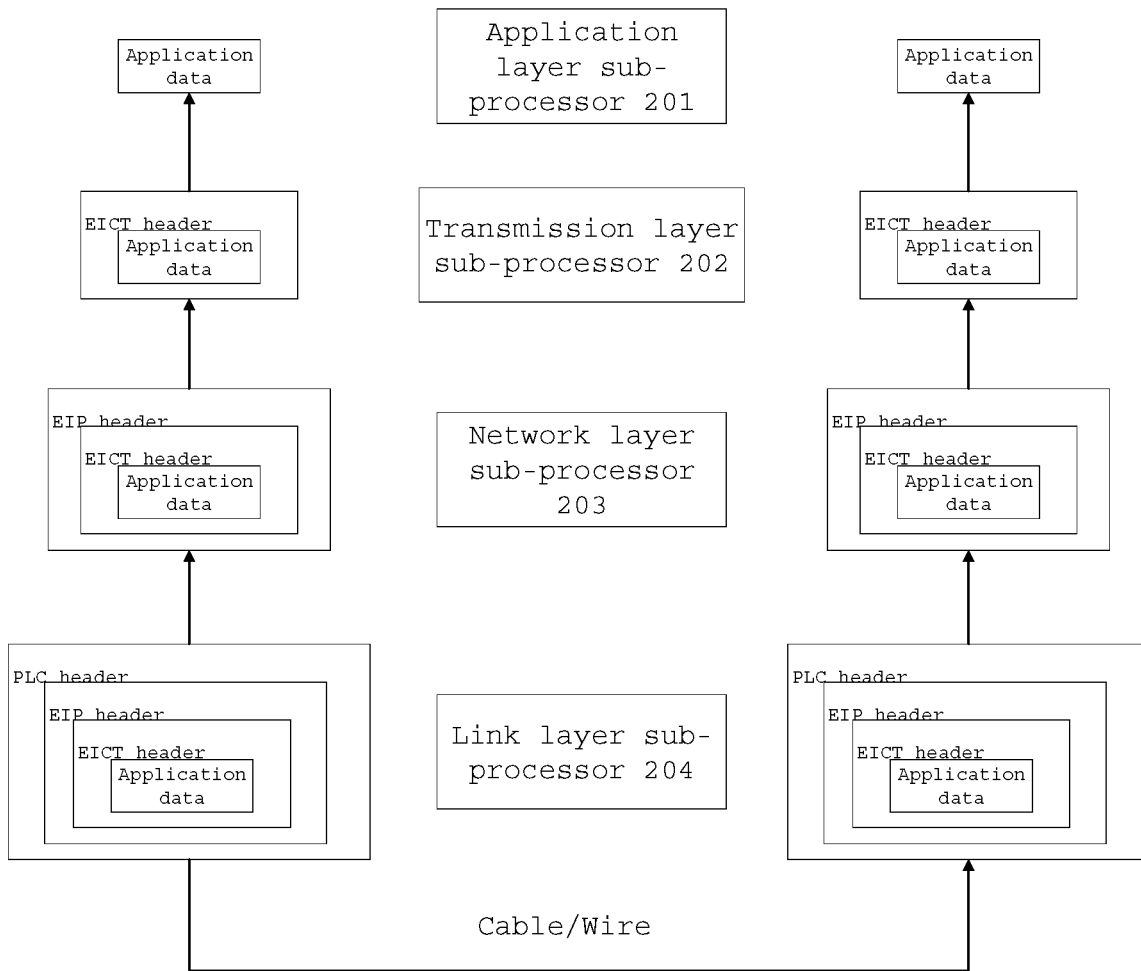 Application
data
Application
layer sub-
processor 201
Application
data
EICT header
Application
data
Transmission layer
sub-processor 202
EICT header
Application
data
EIP header
EICT header
Application
data
Network layer
sub-processor
203
EIP header
EICT header
Application
data
PLC header
EIP header
EICT header
Application
data
Link layer sub-
processor 204
PLC header
EIP header
EICT header
Application
data
Cable/Wire